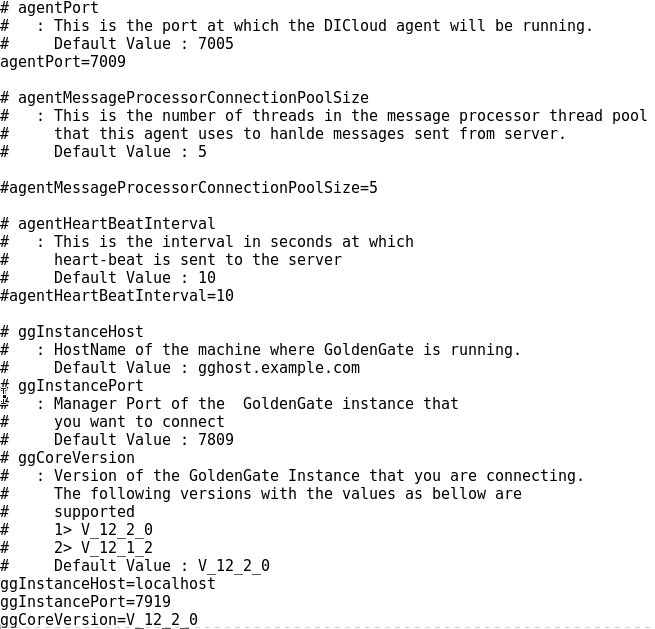 # agentPort
#   : This is the port at which the DICloud agent will be running.
#     Default Value : 7005
agentPort=7009
# agentMessageProcessorConnectionPoolSize
#   : This is the number of threads in the message processor thread pool
#     that this agent uses to hanlde messages sent from server.
#     Default Value : 5
#agentMessageProcessorConnectionPoolSize=5
# agentHeartBeatInterval
#   : This is the interval in seconds at which
#     heart-beat is sent to the server
#     Default Value : 10
#agentHeartBeatInterval=10
# ggInstanceHost
#   : HostName of the machine where GoldenGate is running.
#     Default Value : gghost.example.com
# ggInstancePort
#   : Manager Port of the  GoldenGate instance that
#     you want to connect
#     Default Value : 7809
# ggCoreVersion
#   : Version of the GoldenGate Instance that you are connecting.
#     The following versions with the values as bellow are
#     supported
#     1> V_12_2_0
#     2> V_12_1_2
#     Default Value : V_12_2_0
ggInstanceHost=localhost
ggInstancePort=7919
ggCoreVersion=V_12_2_0